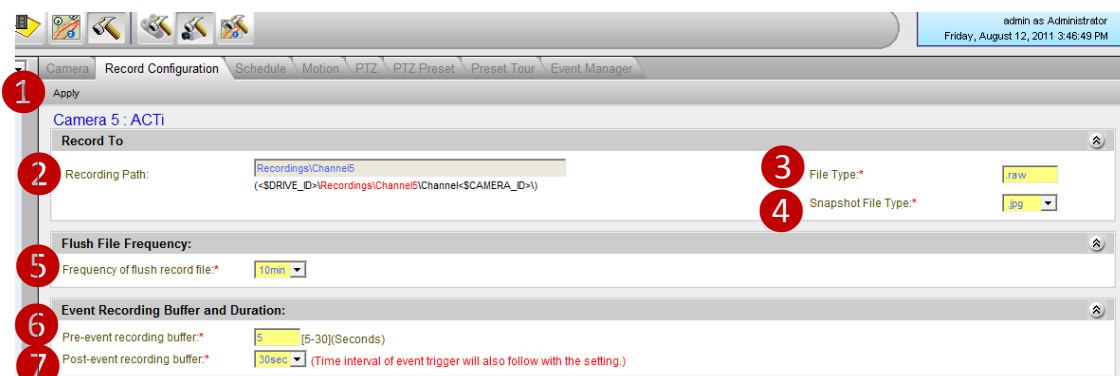 admin as Administrator
Friday, August 12, 2011 3:46:49 PM
Camera Record Configuration Schedule Motion PTZ PTZ Preset Preset Tour Event Manager
1 Apply
Camera 5 : ACTi
Record To
2 Recording Path: Recordings\Channel5 3 File Type:* .raw
(<$DRIVE_ID>\Recordings\Channel5\Channel<$CAMERA_ID>\)
4 Snapshot File Type:* .jpg
Flush File Frequency:
5 Frequency of flush record file:* 10min
Event Recording Buffer and Duration:
6 Pre-event recording buffer:* 5 [5-30](Seconds)
7 Post-event recording buffer:* 30sec (Time interval of event trigger will also follow with the setting.)